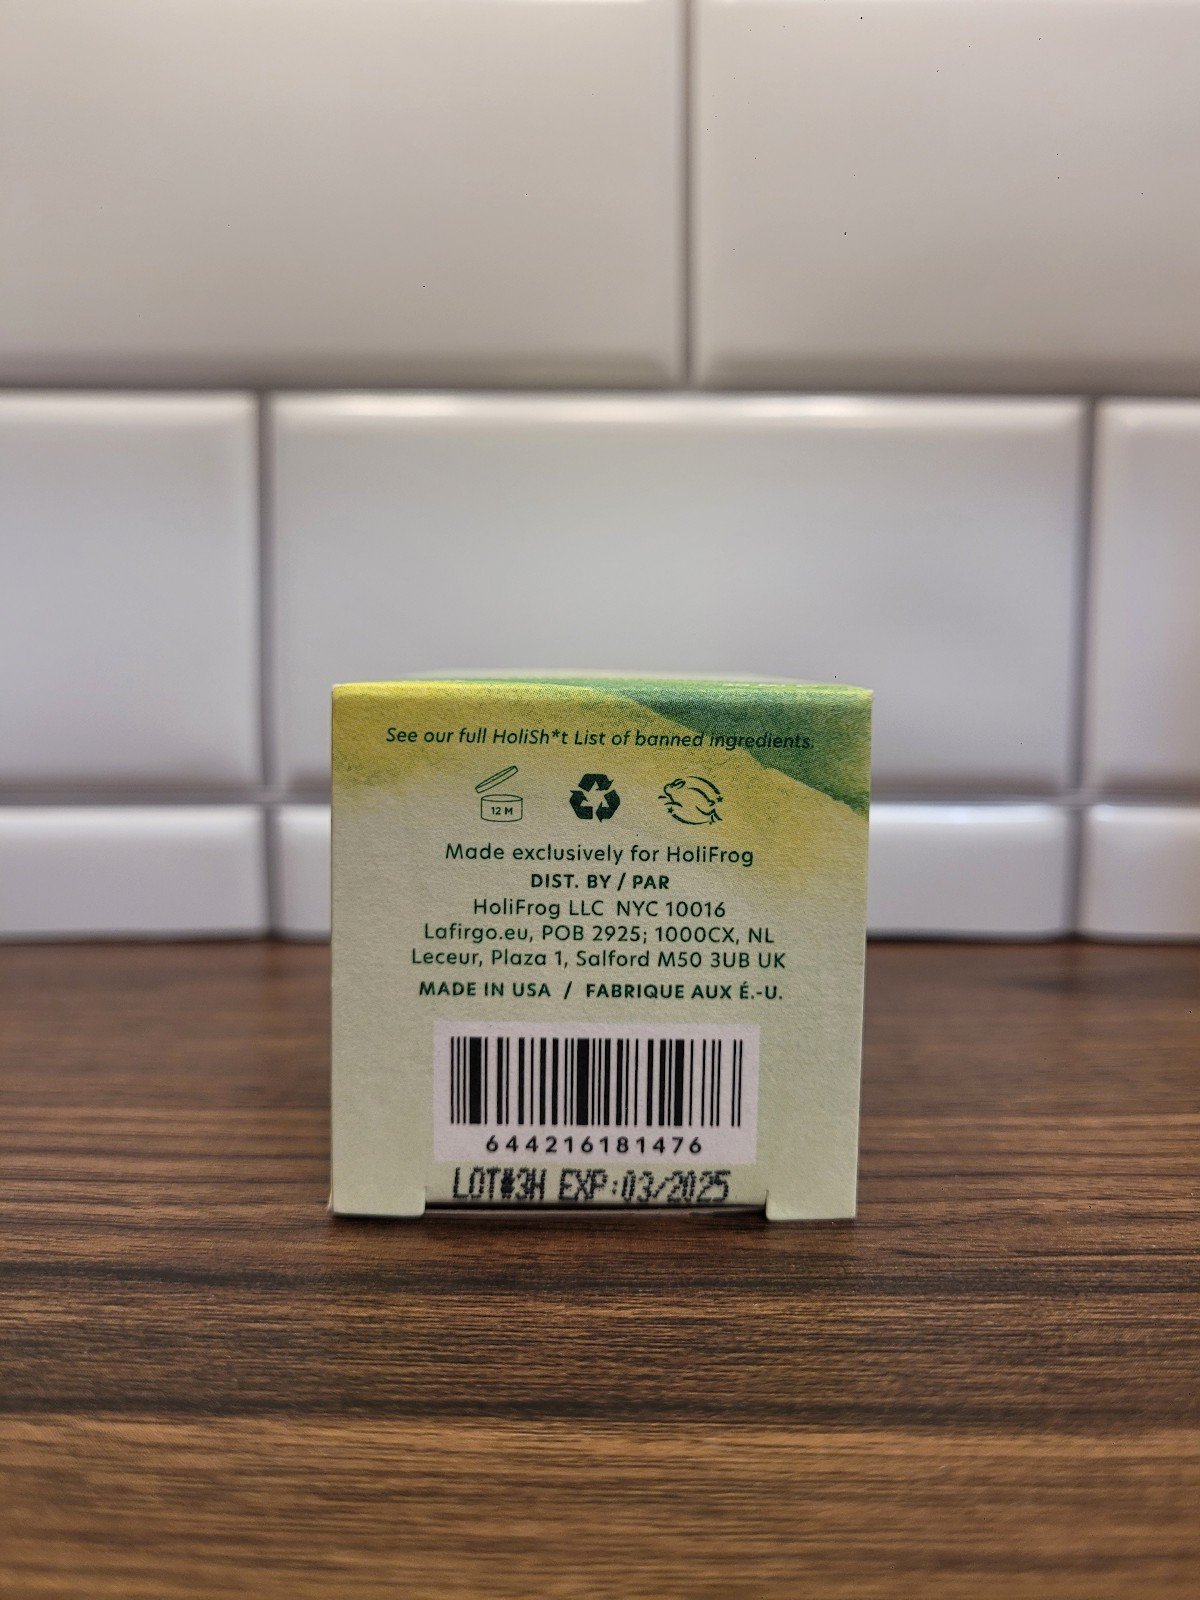 See our full HoliSh*t List of banned ingredients.
12 M
Made exclusively for HoliFrog
DIST. BY / PAR
HoliFrog LLC NYC 10016
Lafirgo.eu, POB 2925; 1000CX, NL
Leceur, Plaza 1, Salford M50 3UB UK
MADE IN USA / FABRIQUE AUX É.-U.
644216181476
LOT#3H EXP:03/2025